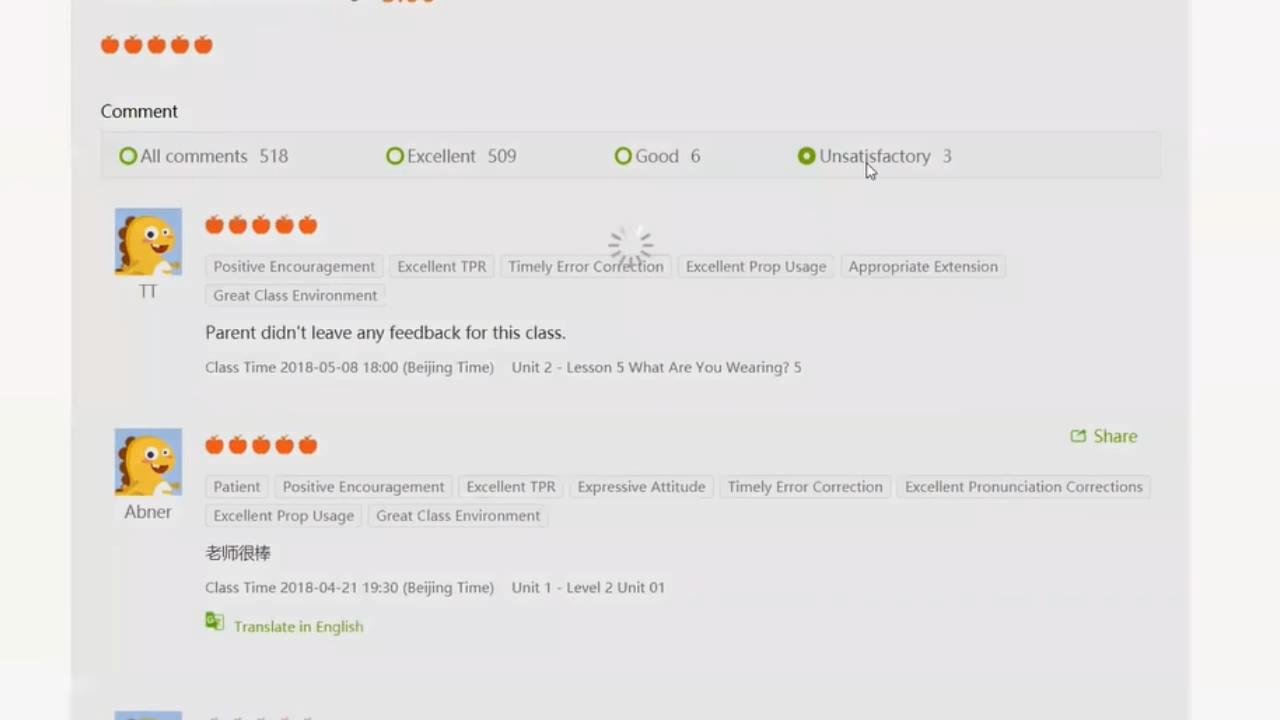 Comment
All comments 518 Excellent 509 Good 6 Unsatisfactory 3
Positive Encouragement Excellent TPR Timely Error Correction Excellent Prop Usage Appropriate Extension
TT
Great Class Environment
Parent didn't leave any feedback for this class.
Class Time 2018-05-08 18:00 (Beijing Time) Unit 2 - Lesson 5 What Are You Wearing? 5
Share
Patient Positive Encouragement Excellent TPR Expressive Attitude Timely Error Correction Excellent Pronunciation Corrections
Abner
Excellent Prop Usage Great Class Environment
老师很棒
Class Time 2018-04-21 19:30 (Beijing Time) Unit 1 - Level 2 Unit 01
Translate in English